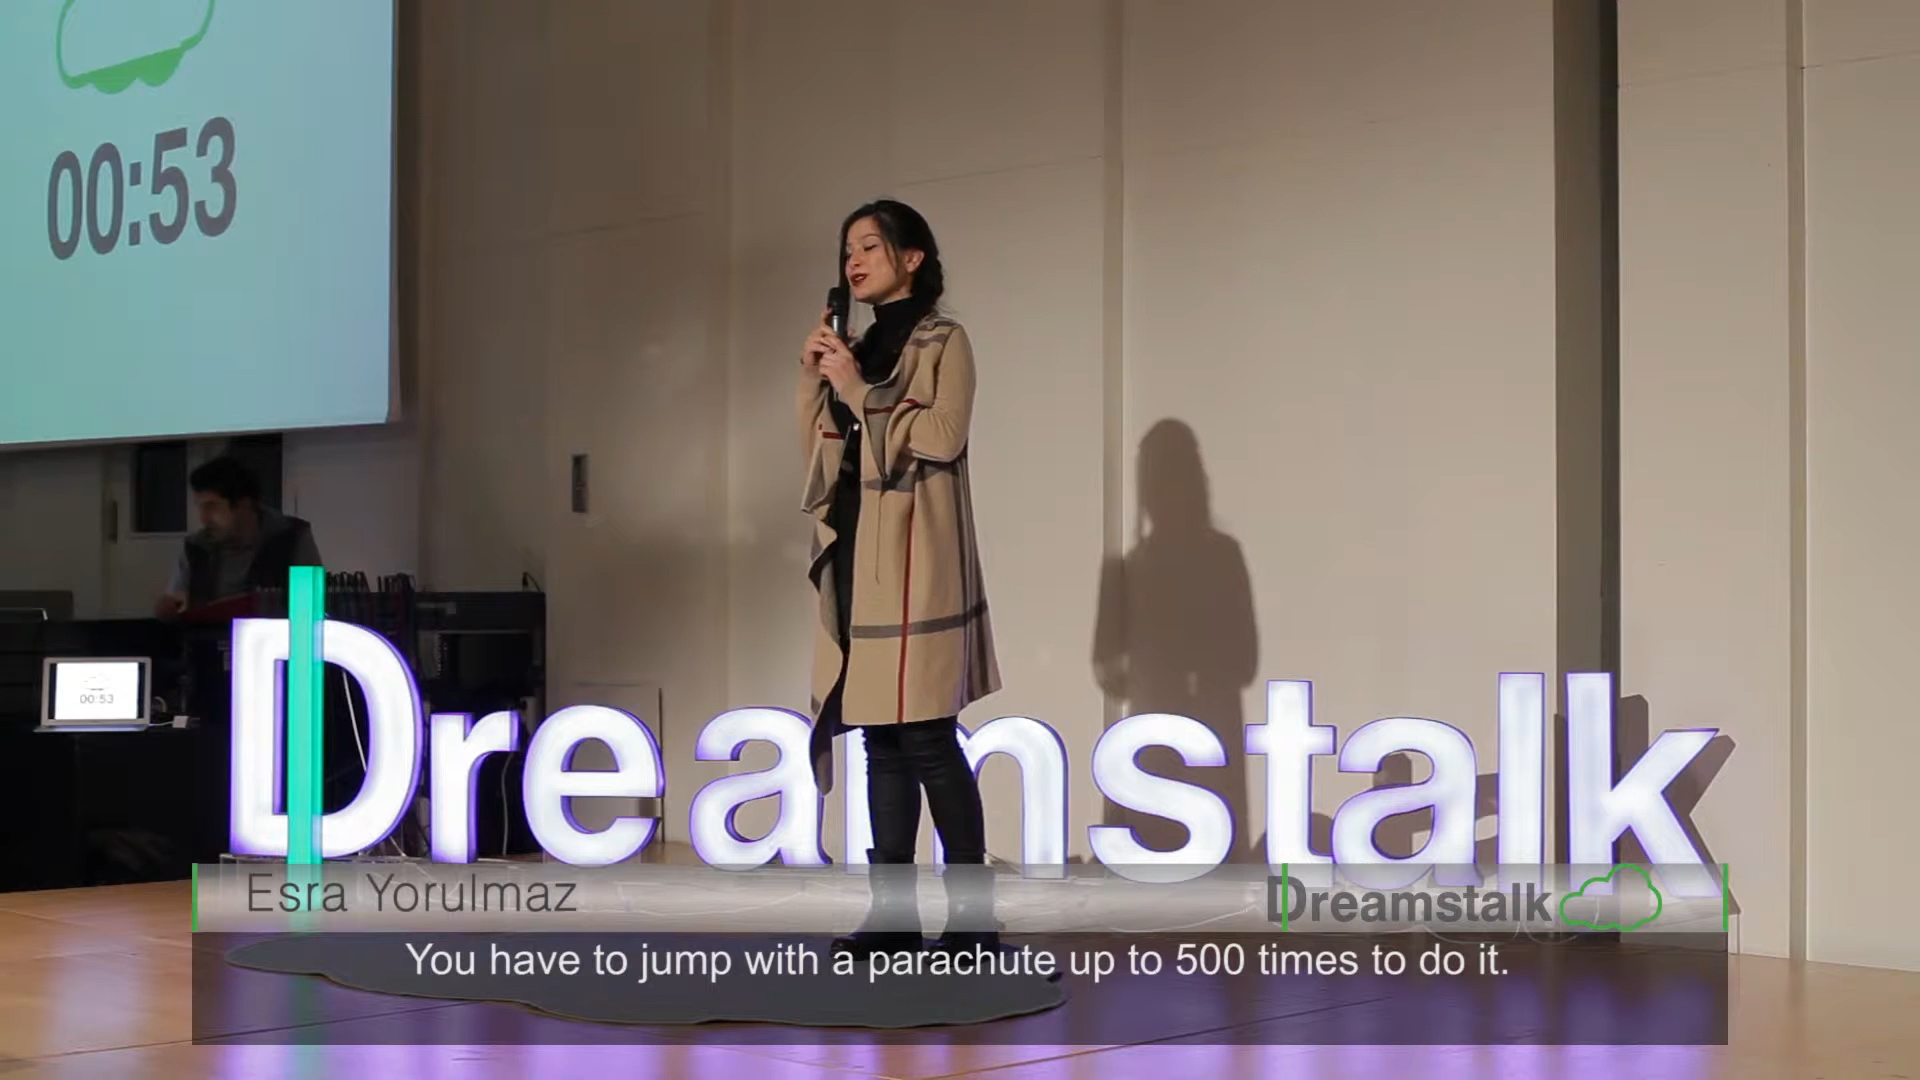 00:53
00:53
Dreamstalk
Esra Yorulmaz
Dreamstalk
You have to jump with a parachute up to 500 times to do it.